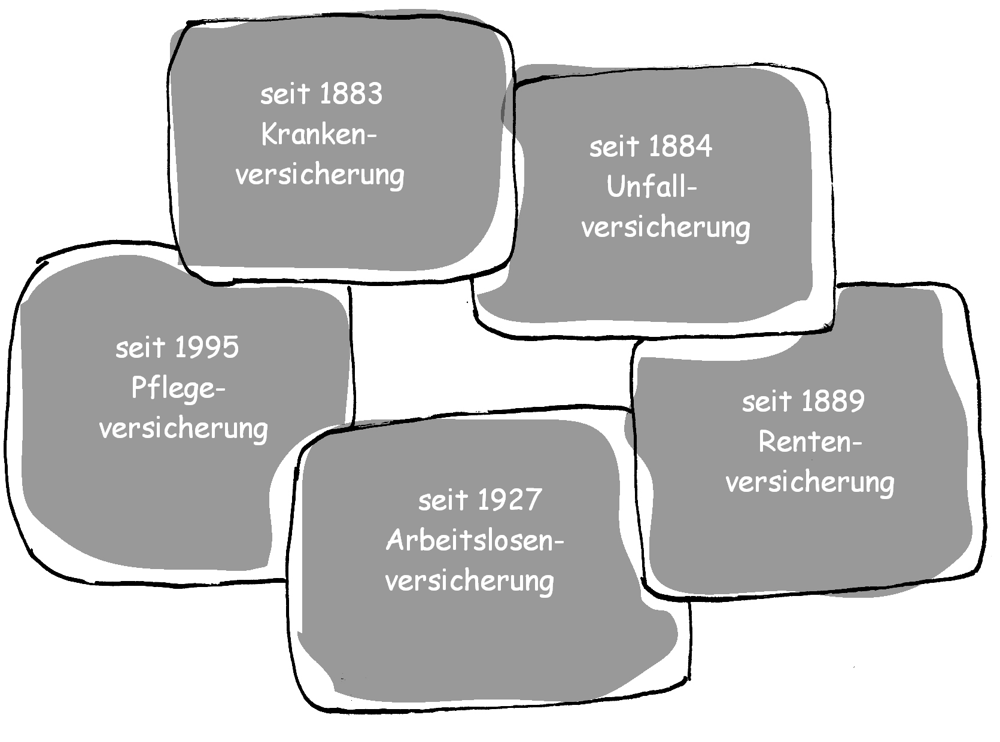 seit 1883
Kranken-
versicherung
seit 1884
Unfall-
versicherung
seit 1995
Pflege-
versicherung
seit 1889
Renten-
versicherung
seit 1927
Arbeitslosen-
versicherung